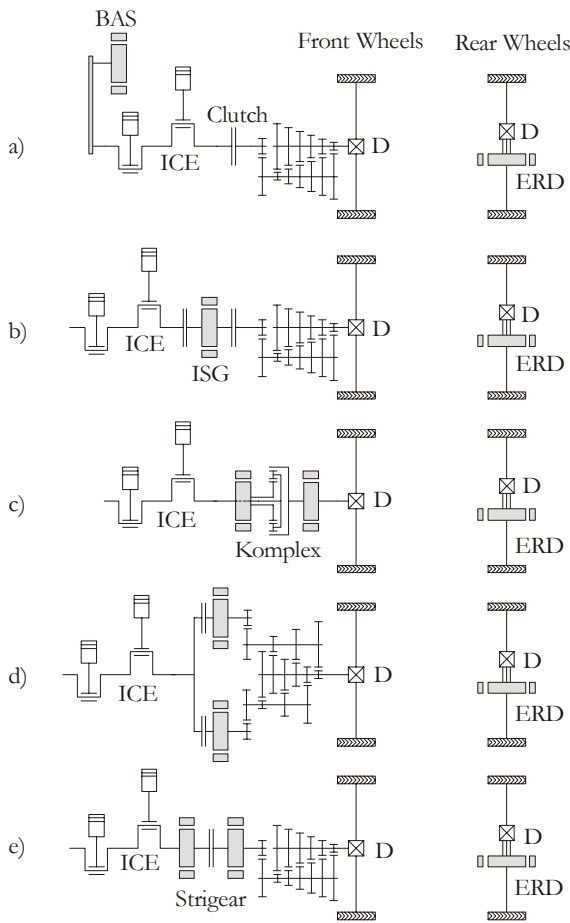 BAS
Front Wheels
Rear Wheels
Clutch
a)
ICE
D
D
ERD
b)
ICE
ISG
D
D
ERD
c)
ICE
Komplex
D
D
ERD
d)
ICE
D
D
ERD
e)
ICE
Strigear
D
D
ERD